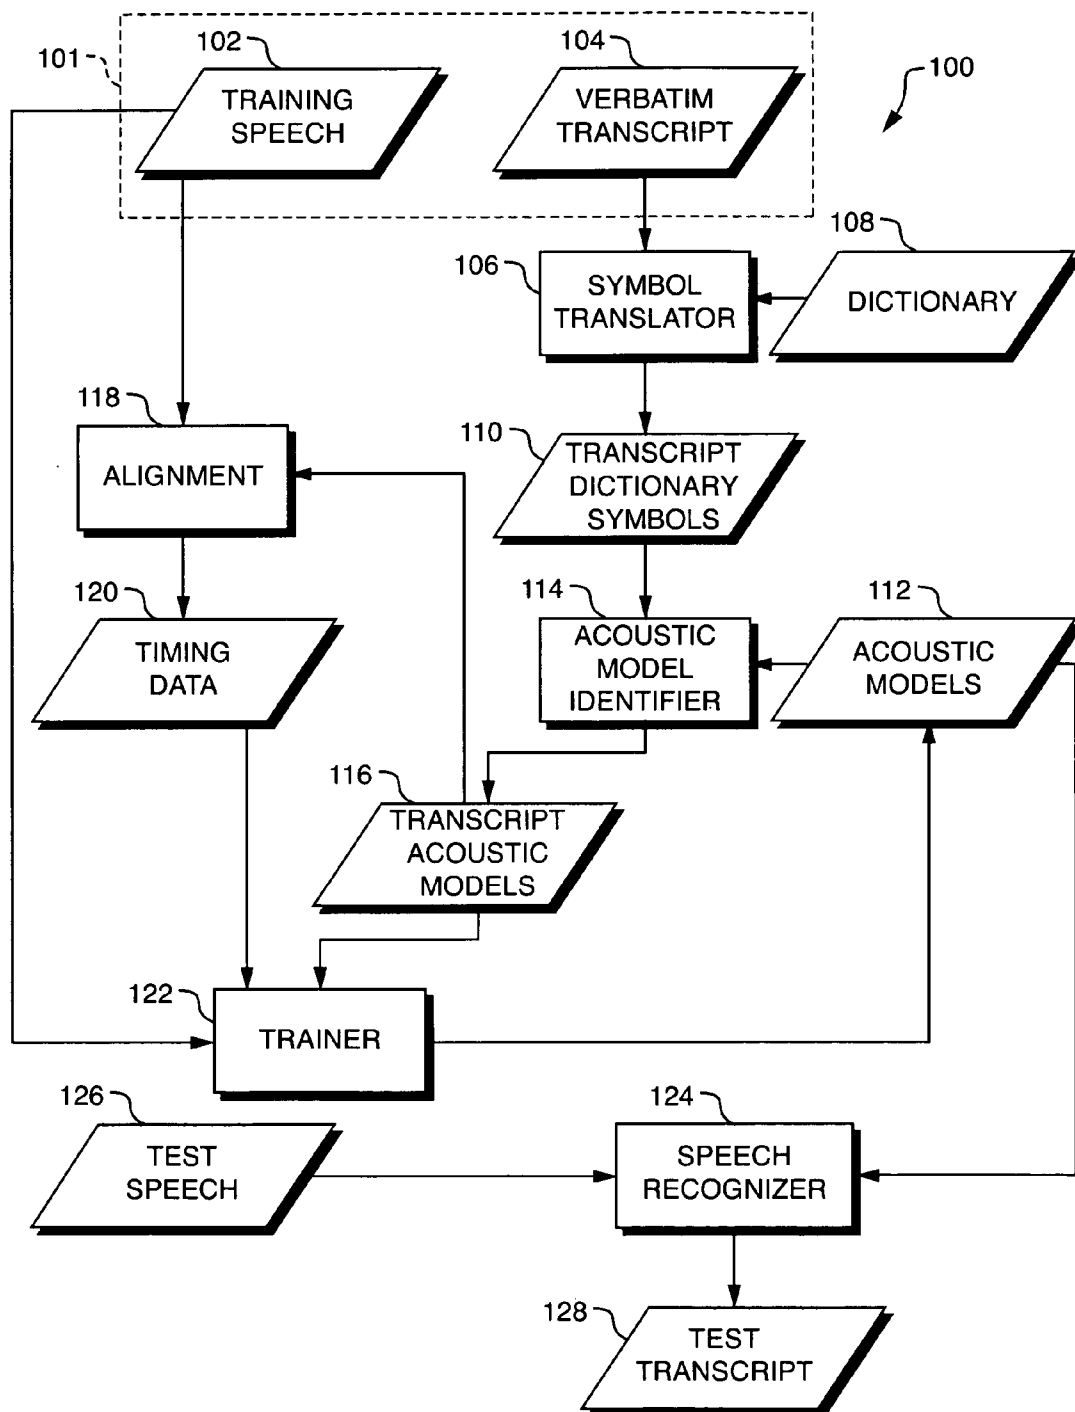 102
104
101
100
TRAINING
SPEECH
VERBATIM
TRANSCRIPT
108
106
SYMBOL
TRANSLATOR
DICTIONARY
118
110
ALIGNMENT
TRANSCRIPT
DICTIONARY
SYMBOLS
120
114
112
TIMING
DATA
ACOUSTIC
MODEL
IDENTIFIER
ACOUSTIC
MODELS
116
TRANSCRIPT
ACOUSTIC
MODELS
122
TRAINER
126
124
TEST
SPEECH
SPEECH
RECOGNIZER
128
TEST
TRANSCRIPT